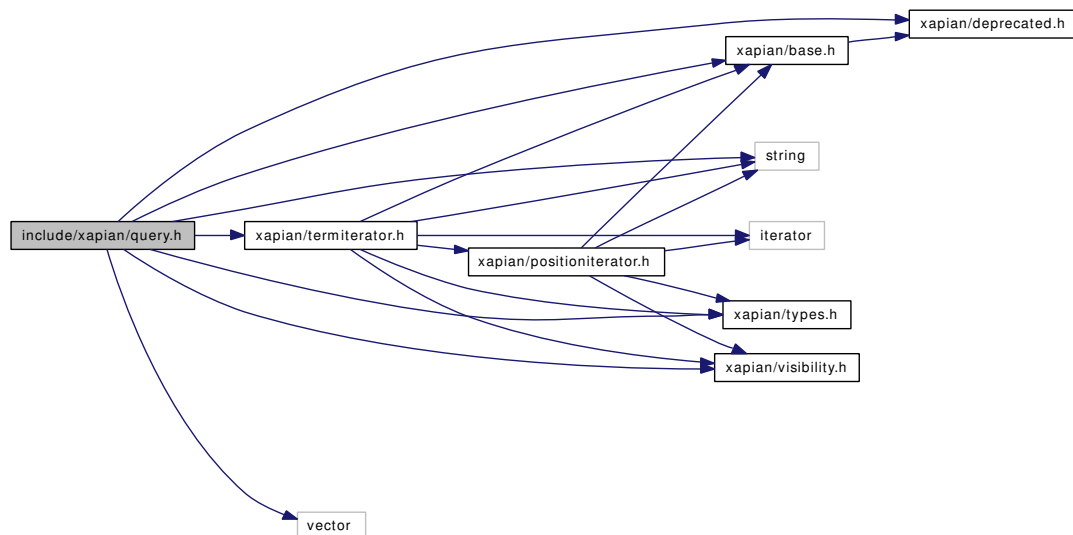 xapian/deprecated.h
xapian/base.h
string
include/xapian/query.h
xapian/termiterator.h
iterator
xapian/positioniterator.h
xapian/types.h
xapian/visibility.h
vector